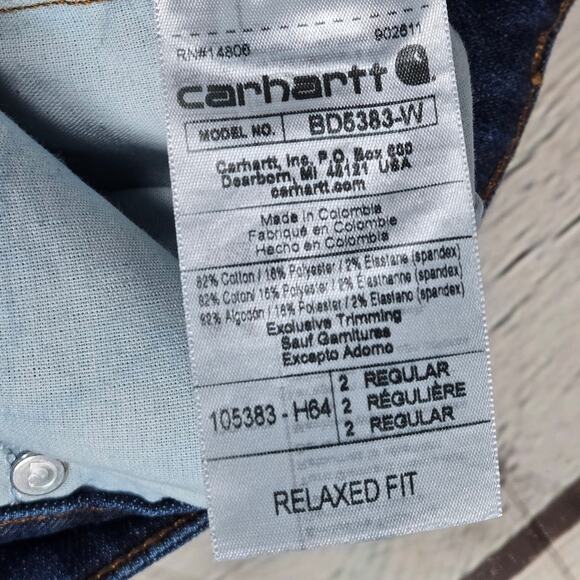 RN#14806 902611
carhartt
MODEL NO. BD5383-W
Carhartt, Inc. P.O. Box 600
Dearborn, MI 48121 USA
carhartt.com
Made in Colombia
Fabriqué en Colombie
Hecho en Colombia
82% Cotton / 16% Polyester / 2% Elastane (spandex)
82% Coton / 16% Polyester / 2% Élasthanne (spandex)
82% Algodón / 16% Poliester / 2% Elastano (spandex)
Exclusive Trimming
Sauf Garnitures
Excepto Adorno
105383 - H64
2 REGULAR
2 RÉGULIÈRE
2 REGULAR
RELAXED FIT